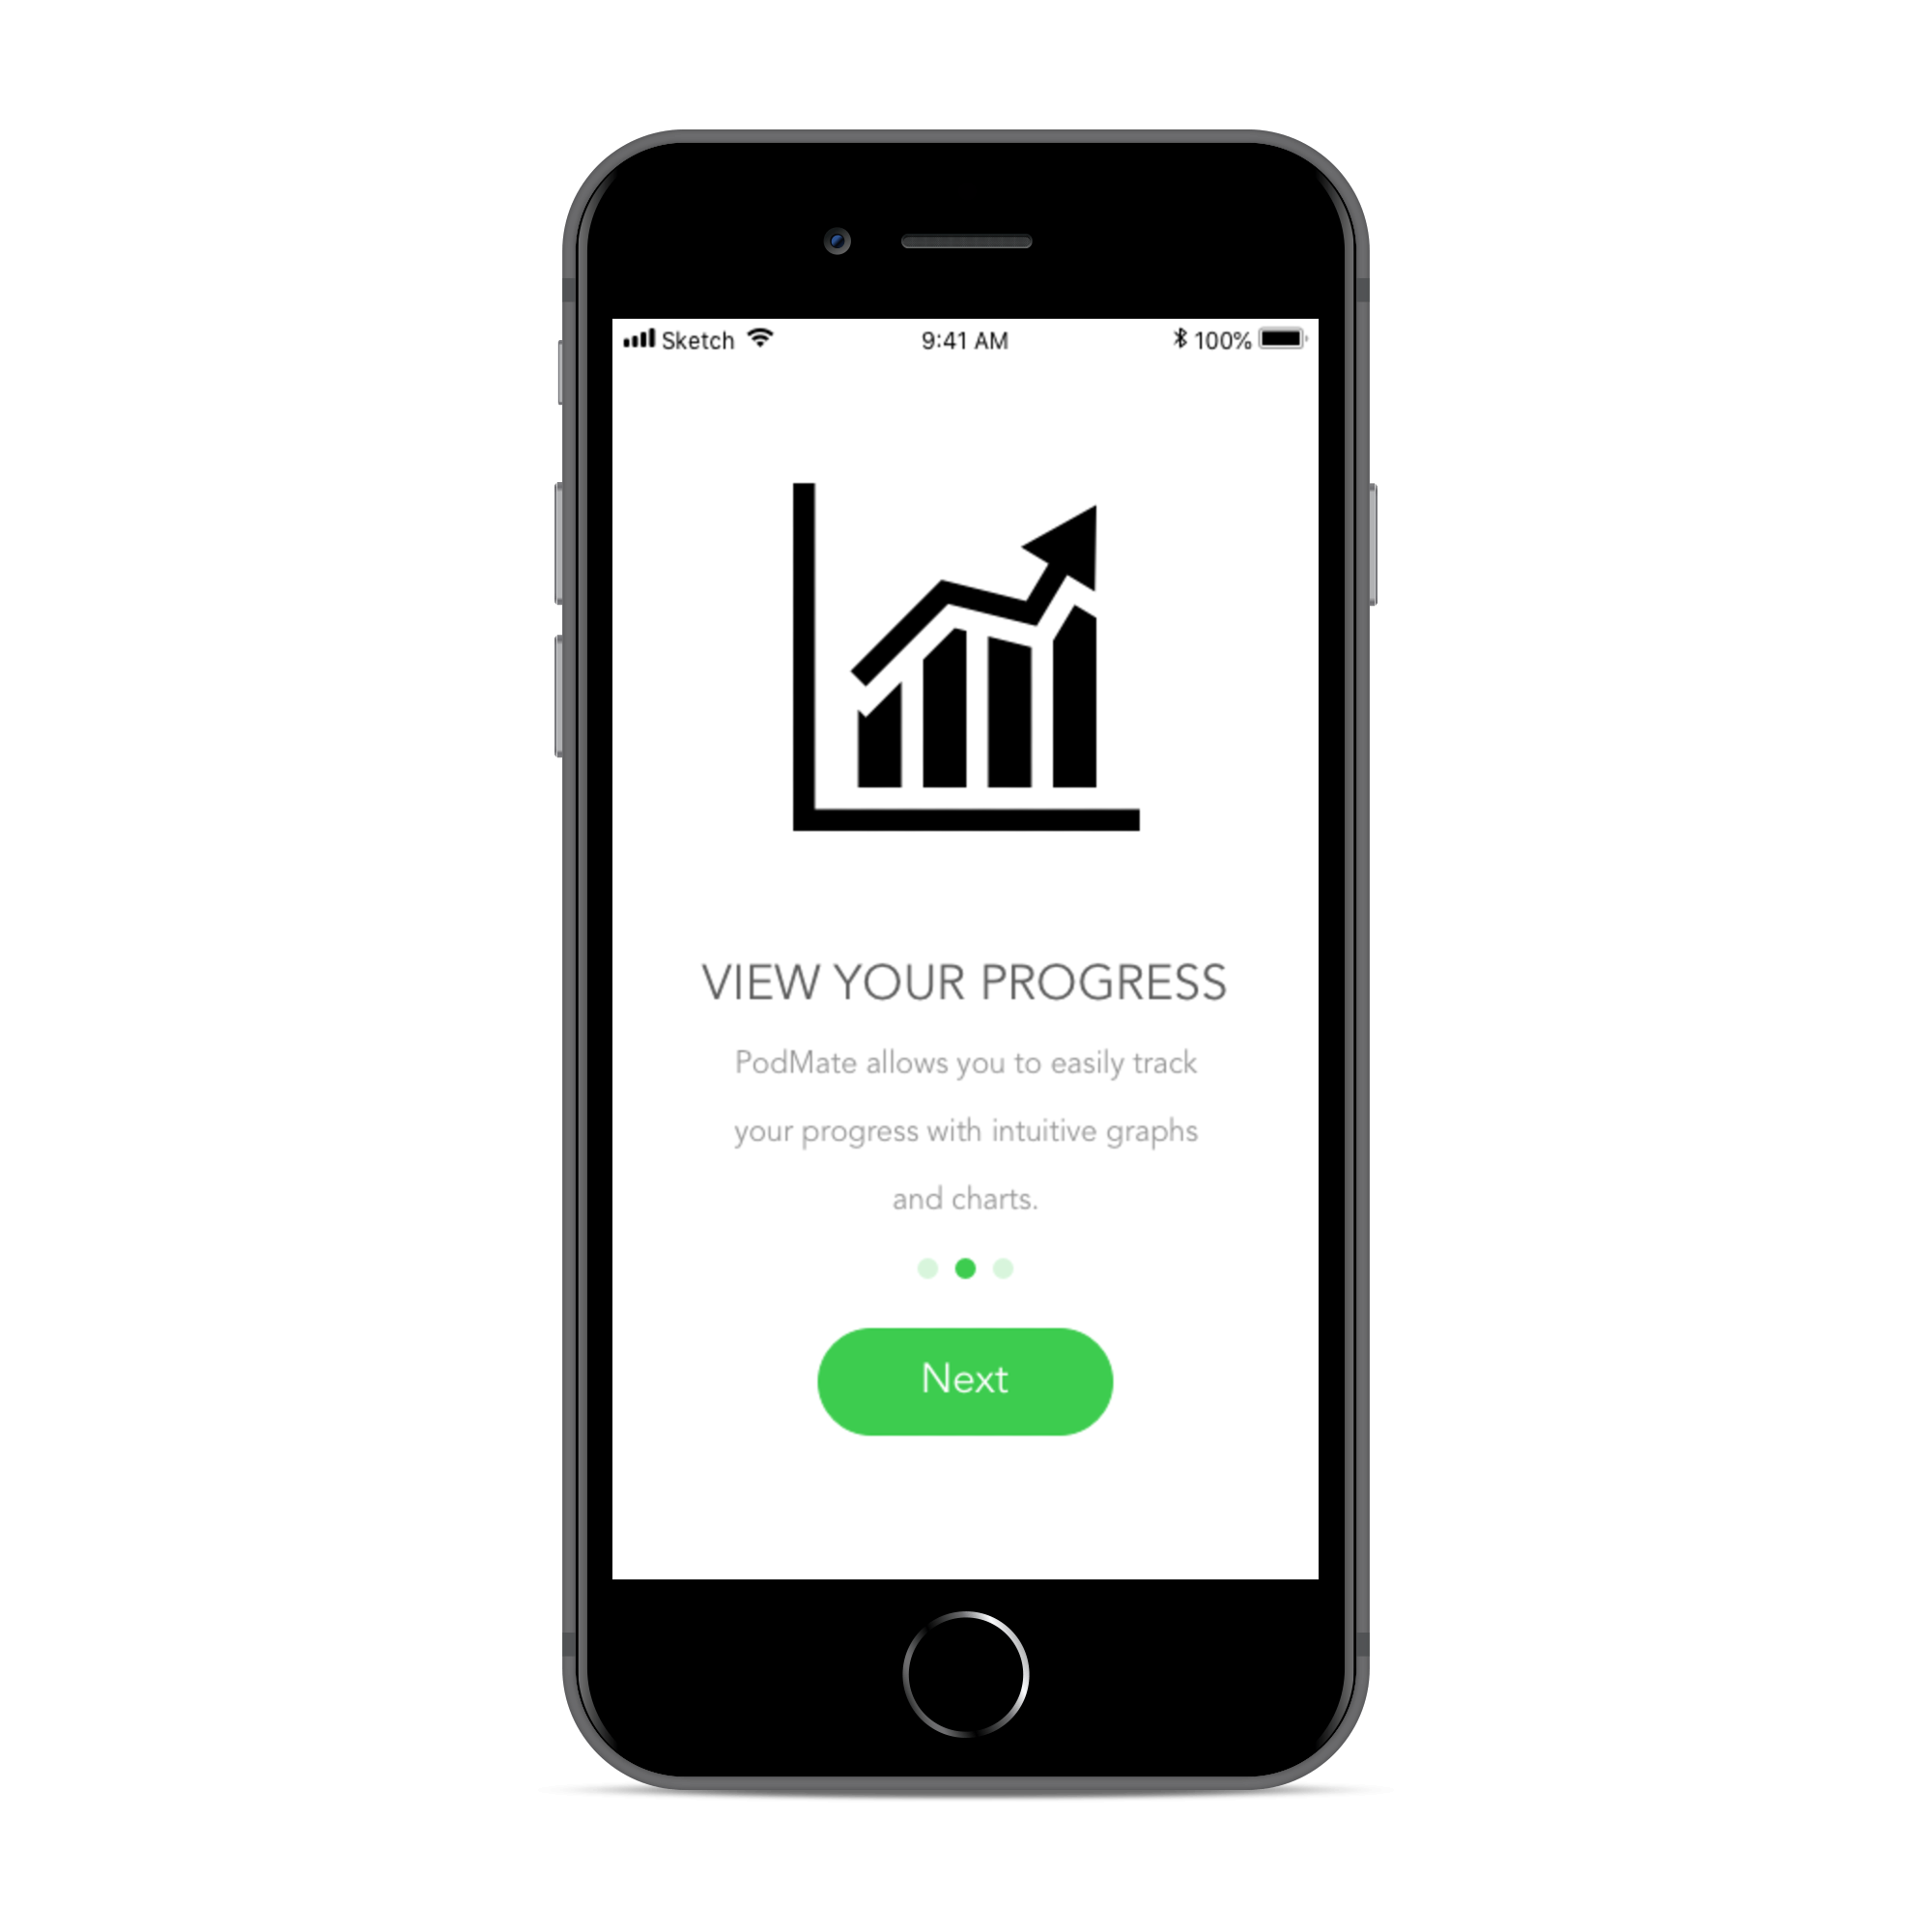 Sketch 9:41 AM 100%
VIEW YOUR PROGRESS
PodMate allows you to easily track
your progress with intuitive graphs
and charts.
Next